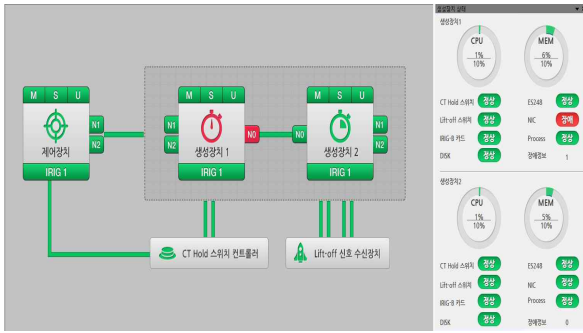 M S U
N1
N2
제어장치
IRIG 1
M S U
N1
N2
N0
생성장치 1
IRIG 1
M S U
N0
N1
N2
생성장치 2
IRIG 1
CT Hold 스위치 컨트롤러
Lift-off 신호 수신장치
생성장치 상태
생성장치1
CPU
1%
10%
MEM
6%
10%
CT Hold 스위치 정상
ES248 정상
Lift-off 스위치 정상
NIC 장애
IRIG-B 카드 정상
Process 정상
DISK 정상
장애정보 1
생성장치2
CPU
1%
10%
MEM
5%
10%
CT Hold 스위치 정상
ES248 정상
Lift-off 스위치 정상
NIC 정상
IRIG-B 카드 정상
Process 정상
DISK 정상
장애정보 0